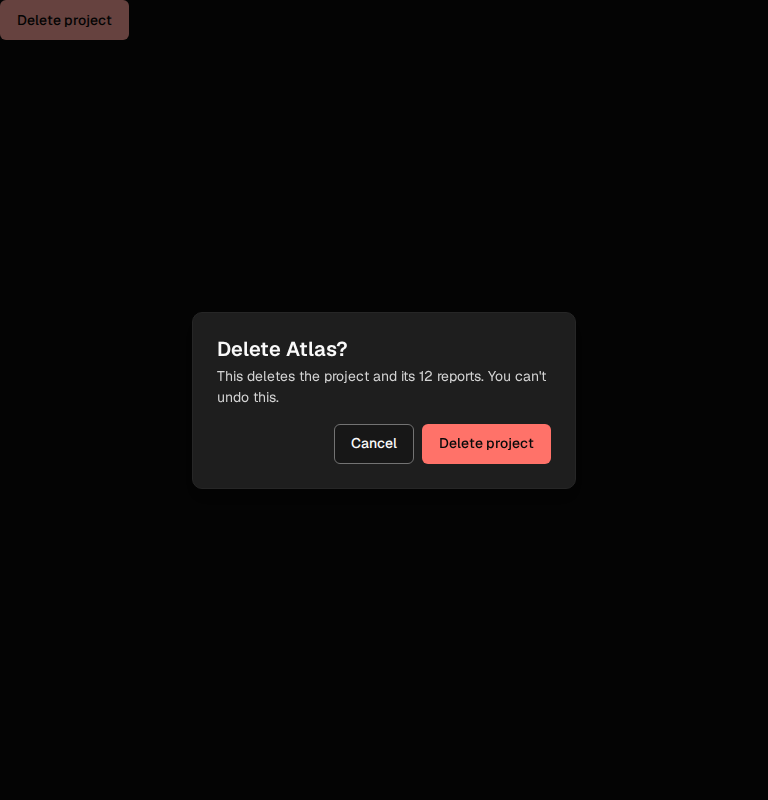 Delete project
Delete Atlas?
This deletes the project and its 12 reports. You can't
undo this.
Cancel
Delete project